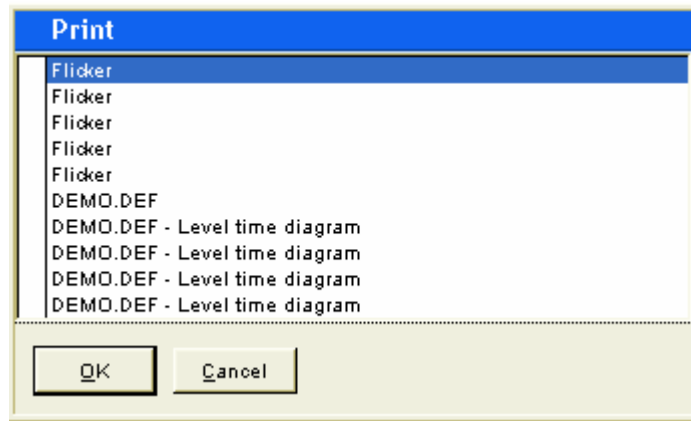 Print
Flicker
Flicker
Flicker
Flicker
Flicker
DEMO.DEF
DEMO.DEF - Level time diagram
DEMO.DEF - Level time diagram
DEMO.DEF - Level time diagram
DEMO.DEF - Level time diagram
OK Cancel